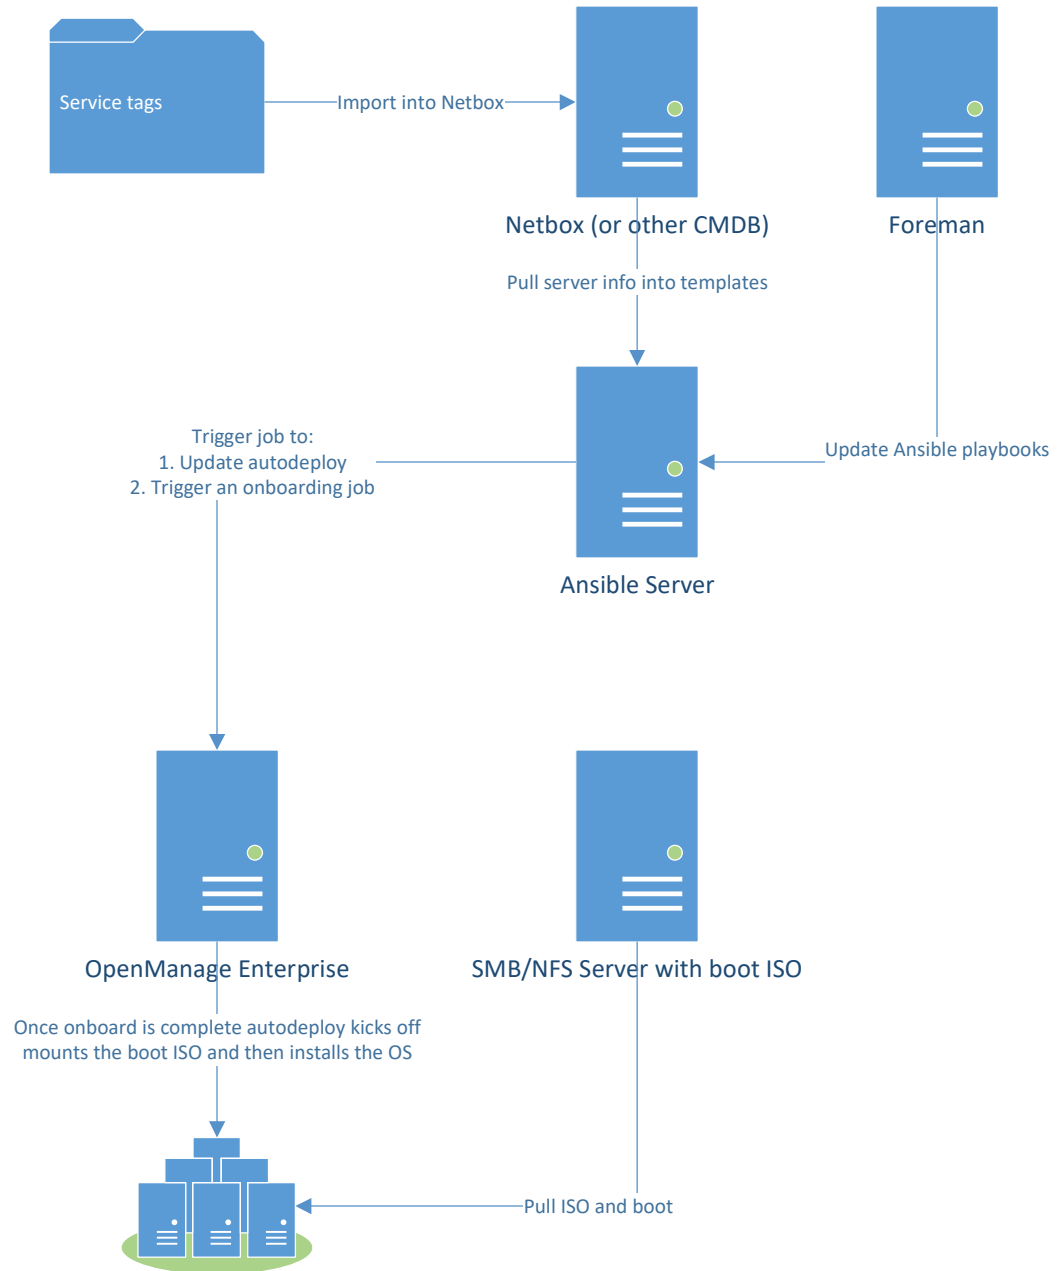 Service tags
Import into Netbox
Netbox (or other CMDB)
Foreman
Pull server info into templates
Trigger job to:
1. Update autodeploy
2. Trigger an onboarding job
Update Ansible playbooks
Ansible Server
OpenManage Enterprise
SMB/NFS Server with boot ISO
Once onboard is complete autodeploy kicks off
mounts the boot ISO and then installs the OS
Pull ISO and boot